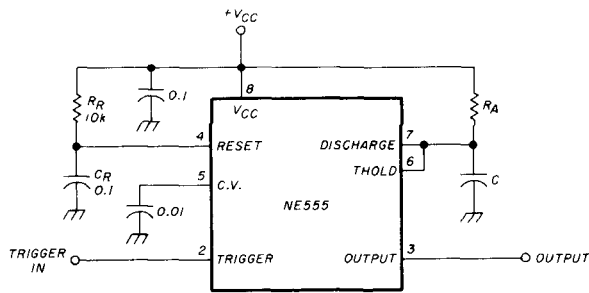 +VCC
8
VCC
0.1
RR
10k
RA
4
RESET
DISCHARGE
7
6
THOLD
CR
0.1
5
C.V.
0.01
C
NE555
TRIGGER
IN
2
TRIGGER
OUTPUT
3
OUTPUT